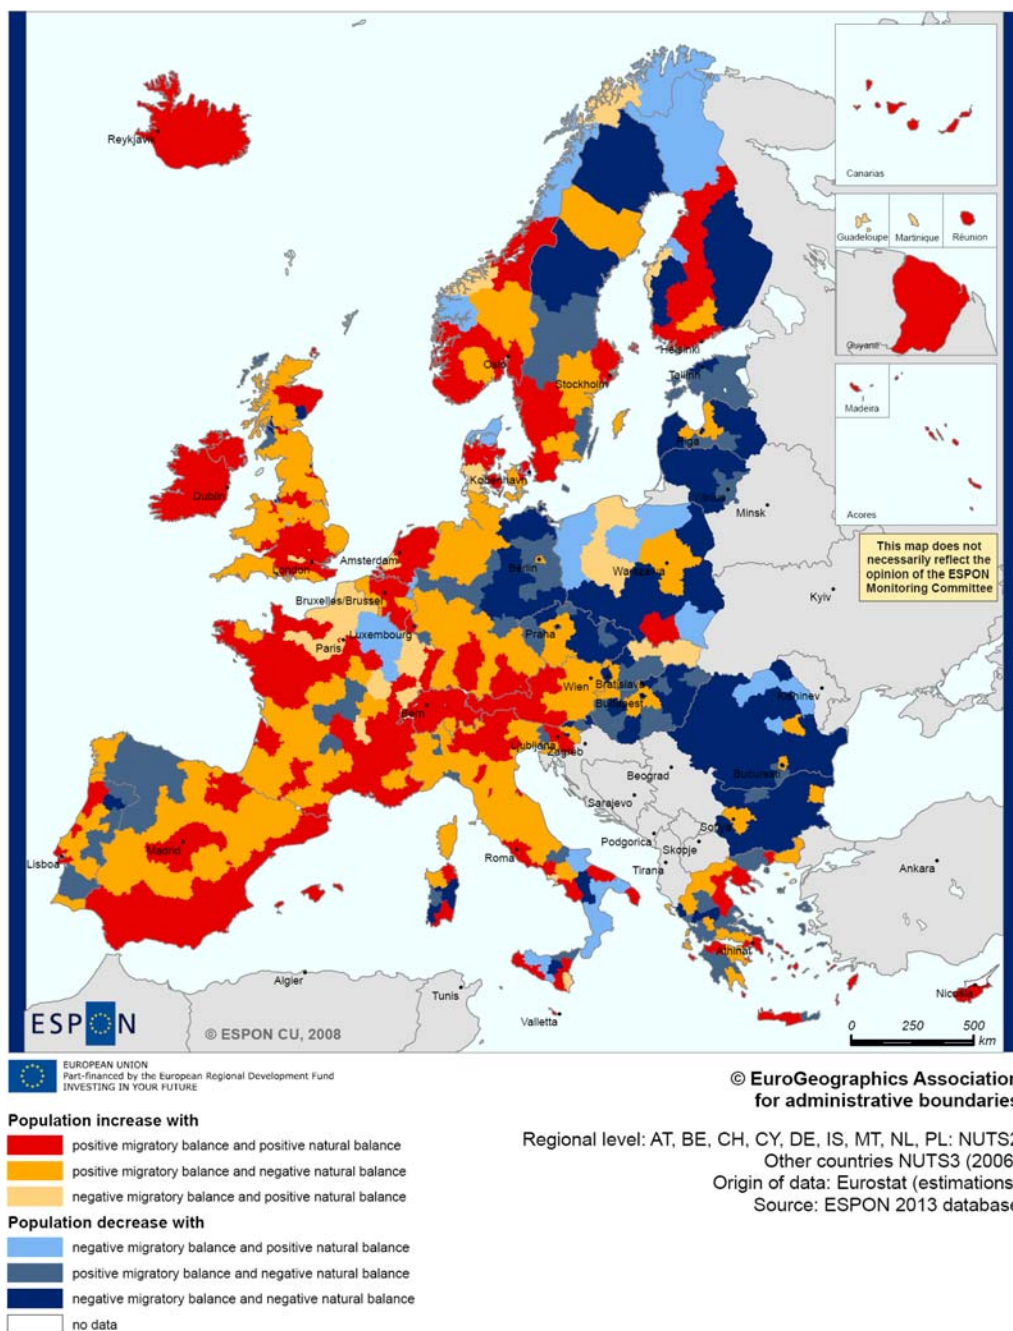 Reykjavik
Canarias
Guadeloupe
Martinique
Réunion
Guyane
Madeira
Acores
Oslo
Helsinki
Tallinn
Stockholm
Riga
København
Dublin
Minsk
This map does not
necessarily reflect the
opinion of the ESPON
Monitoring Committee
Amsterdam
Berlin
Warszawa
London
Bruxelles/Brussel
Kyiv
Luxembourg
Praha
Paris
Wien
Bratislava
Kishinev
Budapest
Bern
Ljubljana
Zagreb
Bucuresti
Beograd
Sarajevo
Madrid
Podgorica
Sofiya
Skopje
Lisboa
Roma
Tirana
Ankara
Athinai
Algier
Tunis
Nicosia
Valletta
ESPON
© ESPON CU, 2008
0 250 500
km
EUROPEAN UNION
Part-financed by the European Regional Development Fund
INVESTING IN YOUR FUTURE
© EuroGeographics Association
for administrative boundaries
Regional level: AT, BE, CH, CY, DE, IS, MT, NL, PL: NUTS2
Other countries NUTS3 (2006)
Origin of data: Eurostat (estimations)
Source: ESPON 2013 database
Population increase with
positive migratory balance and positive natural balance
positive migratory balance and negative natural balance
negative migratory balance and positive natural balance
Population decrease with
negative migratory balance and positive natural balance
positive migratory balance and negative natural balance
negative migratory balance and negative natural balance
no data